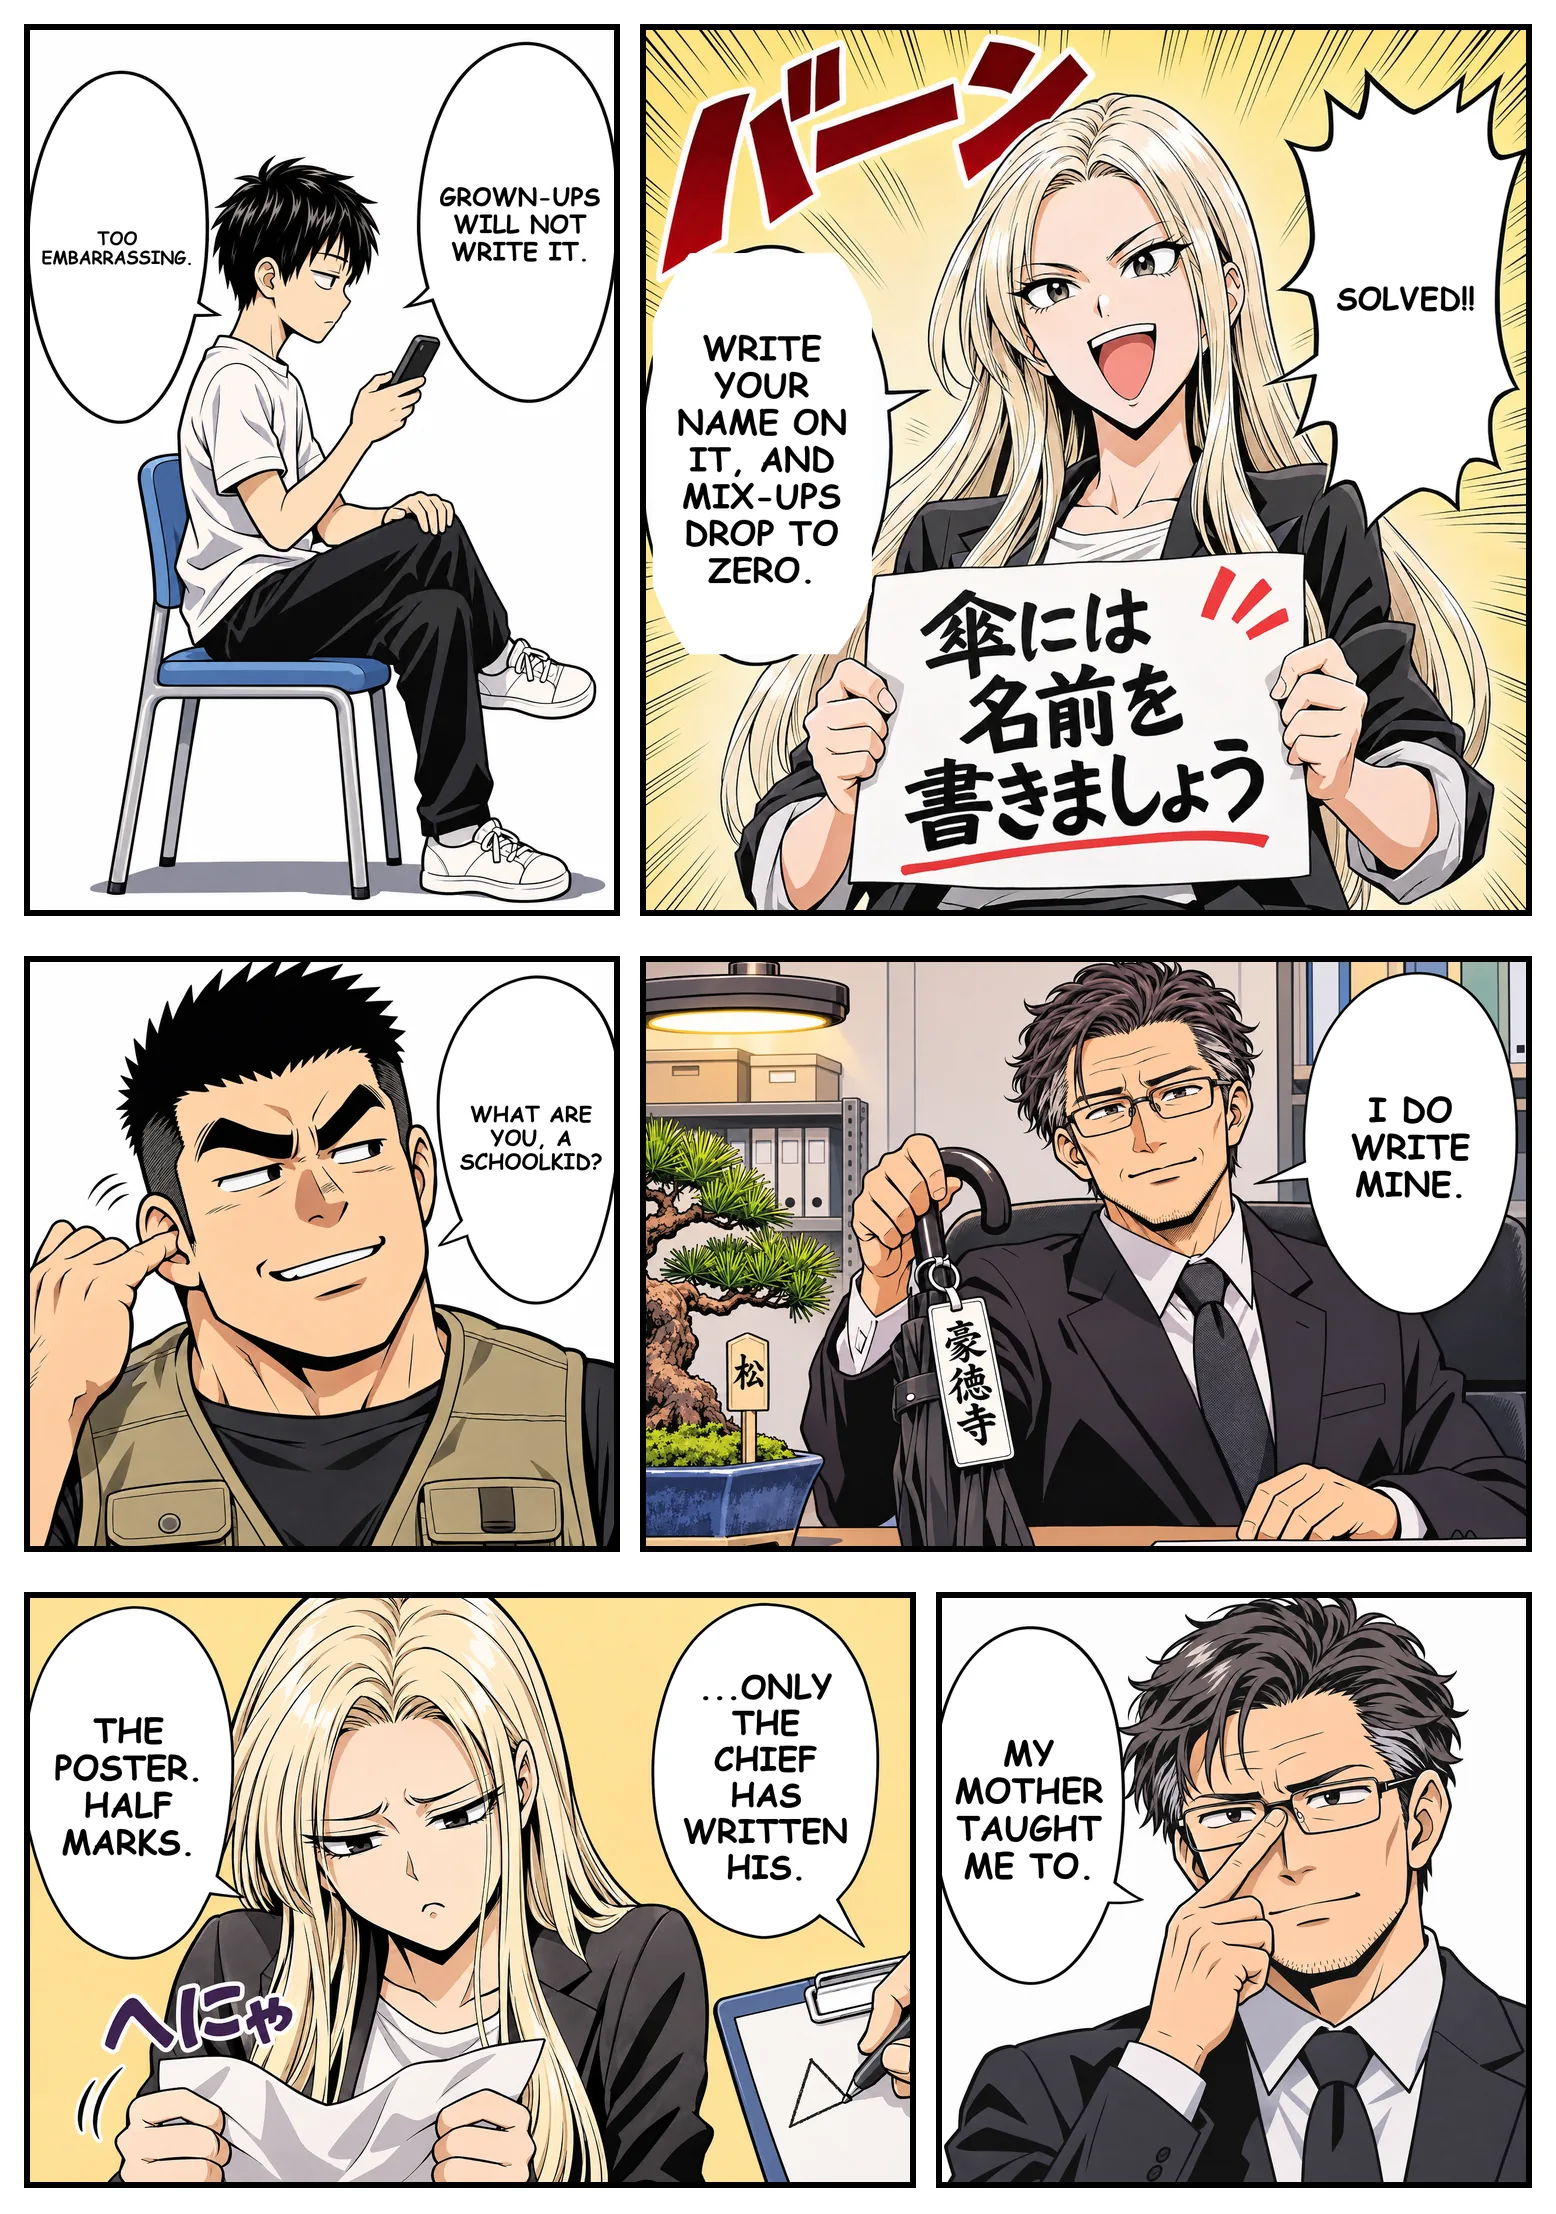 バーン
SOLVED!!
WRITE
YOUR
NAME ON
IT, AND
MIX-UPS
DROP TO
ZERO.
傘には
名前を
書きましょう
GROWN-UPS
WILL NOT
WRITE IT.
TOO
EMBARRASSING.
I DO
WRITE
MINE.
豪徳寺
松
WHAT ARE
YOU, A
SCHOOLKID?
MY
MOTHER
TAUGHT
ME TO.
...ONLY
THE
CHIEF
HAS
WRITTEN
HIS.
THE
POSTER.
HALF
MARKS.
へにゃ